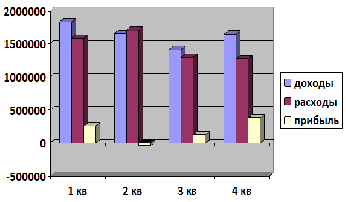 2000000
1500000
1000000
500000
0
-500000
1 кв 2 кв 3 кв 4 кв
доходы
расходы
прибыль